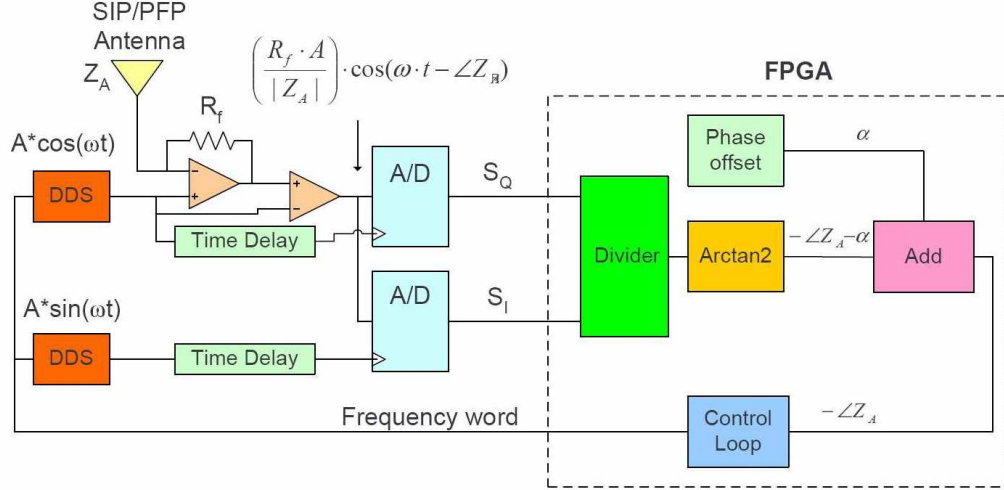 SIP/PFP
Antenna
Z_A
(R_f · A / | Z_A |) · cos(ω · t − ∠Z_A)
R_f
FPGA
A*cos(ωt)
DDS
Time Delay
A/D
S_Q
Phase
offset
α
Divider
Arctan2
− ∠Z_A − α
Add
A*sin(ωt)
DDS
Time Delay
A/D
S_I
Frequency word
Control
Loop
− ∠Z_A